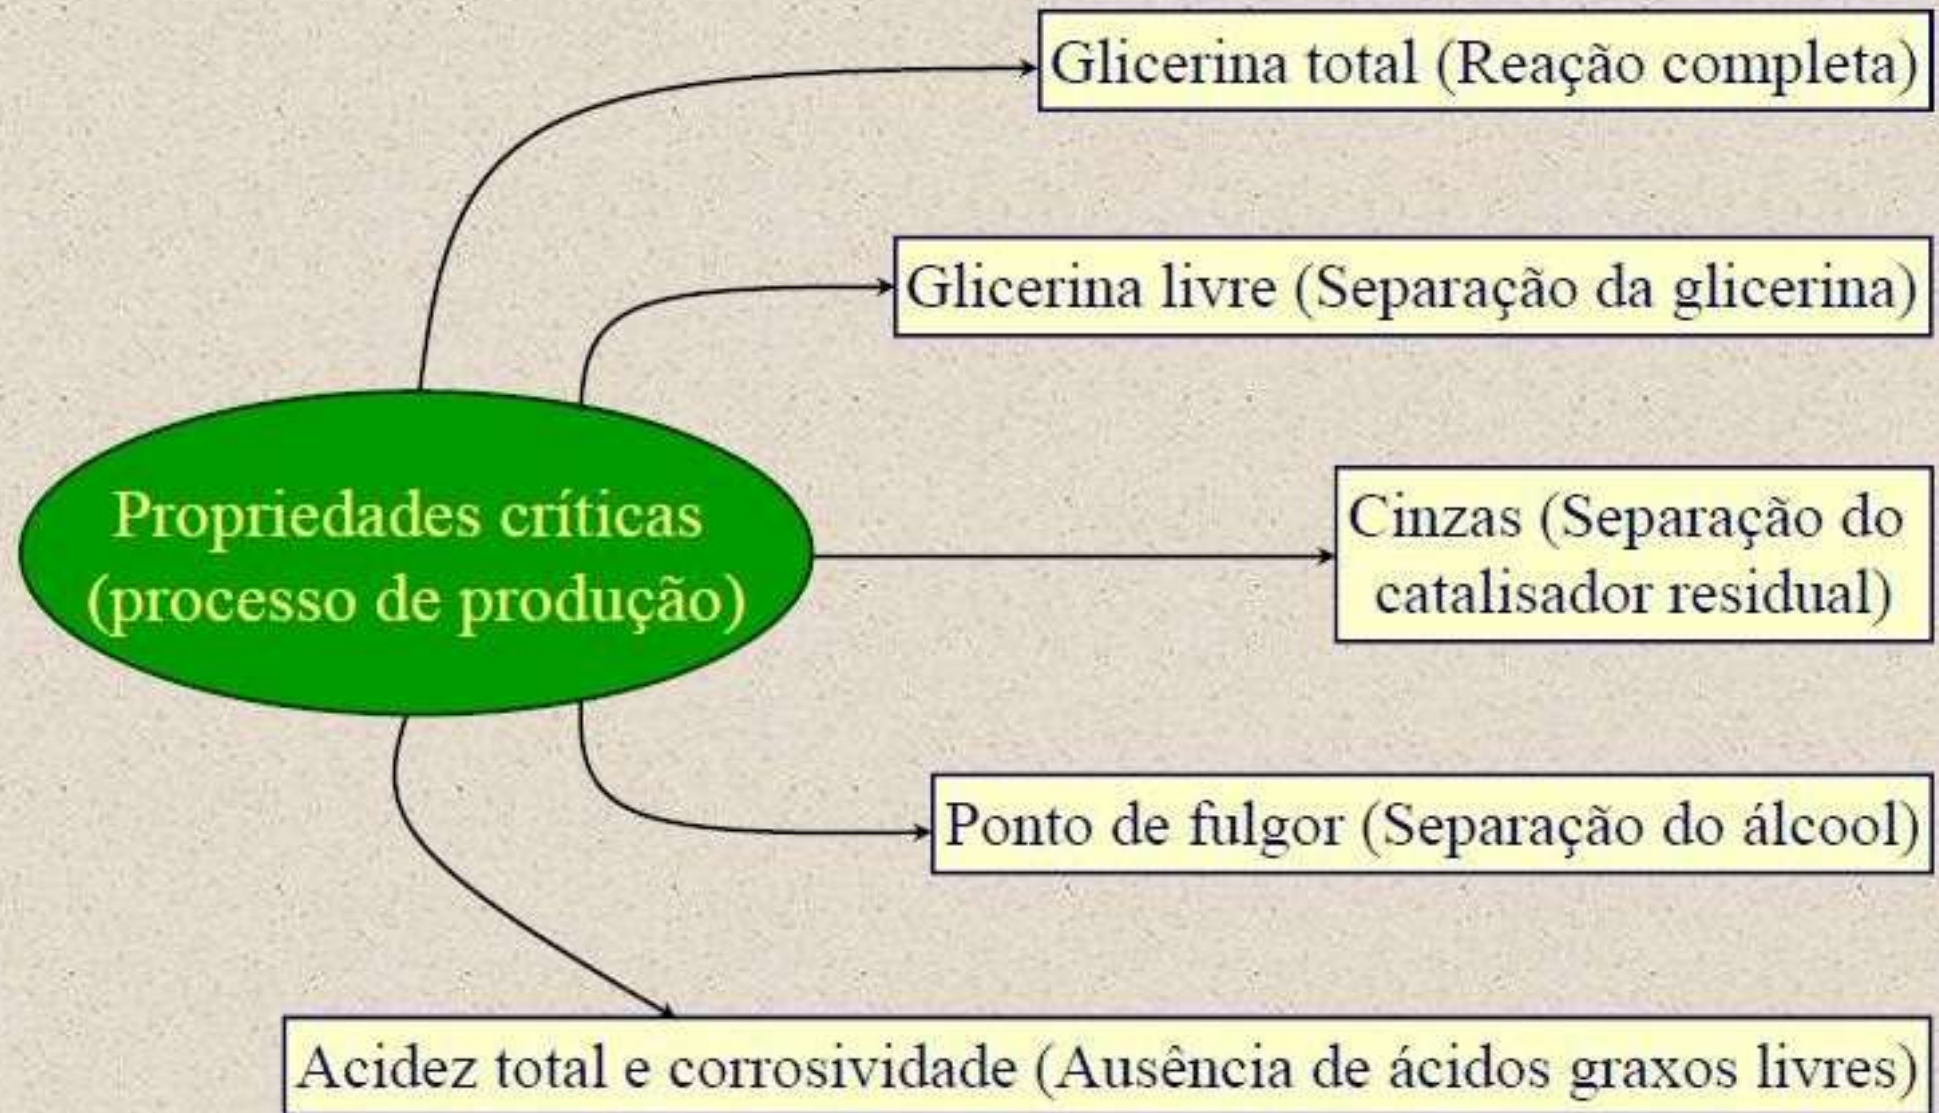 Glicerina total (Reação completa)
Glicerina livre (Separação da glicerina)
Propriedades críticas
(processo de produção)
Cinzas (Separação do
catalisador residual)
Ponto de fulgor (Separação do álcool)
Acidez total e corrosividade (Ausência de ácidos graxos livres)